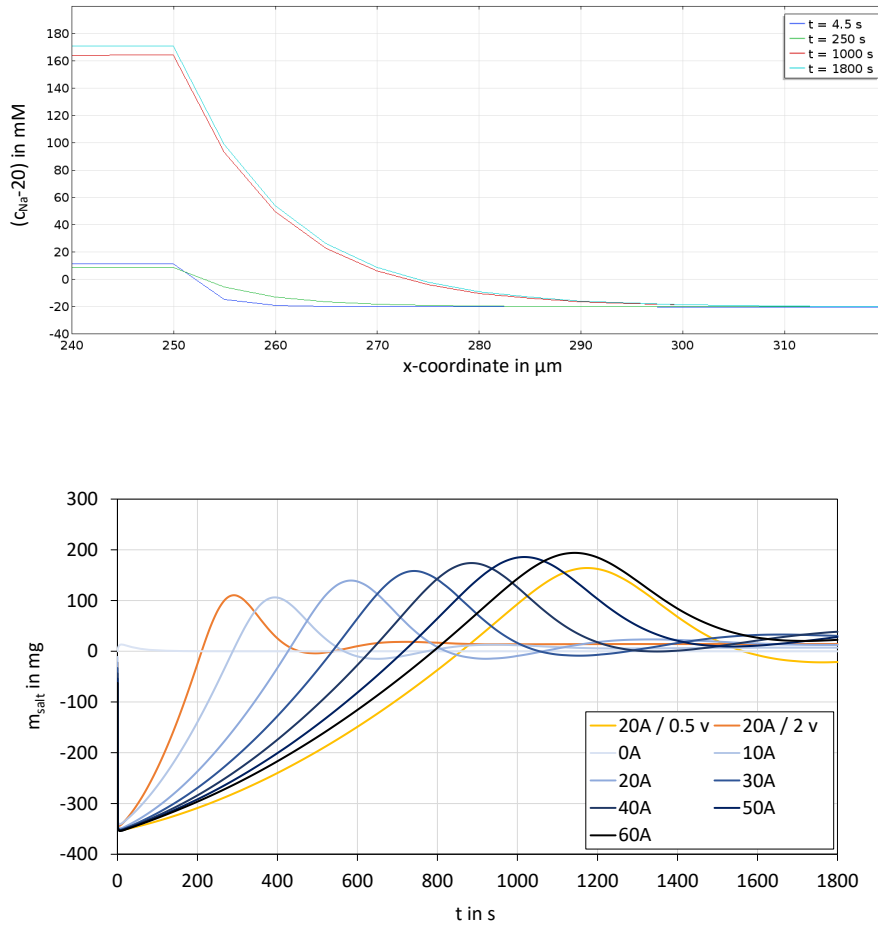 180
160
140
120
100
80
60
40
20
0
-20
-40
(cNa-20) in mM
t = 4.5 s
t = 250 s
t = 1000 s
t = 1800 s
240 250 260 270 280 290 300 310
x-coordinate in µm
300
200
100
0
-100
-200
-300
-400
m_salt in mg
20A / 0.5 v 20A / 2 v
0A 10A
20A 30A
40A 50A
60A
0 200 400 600 800 1000 1200 1400 1600 1800
t in s